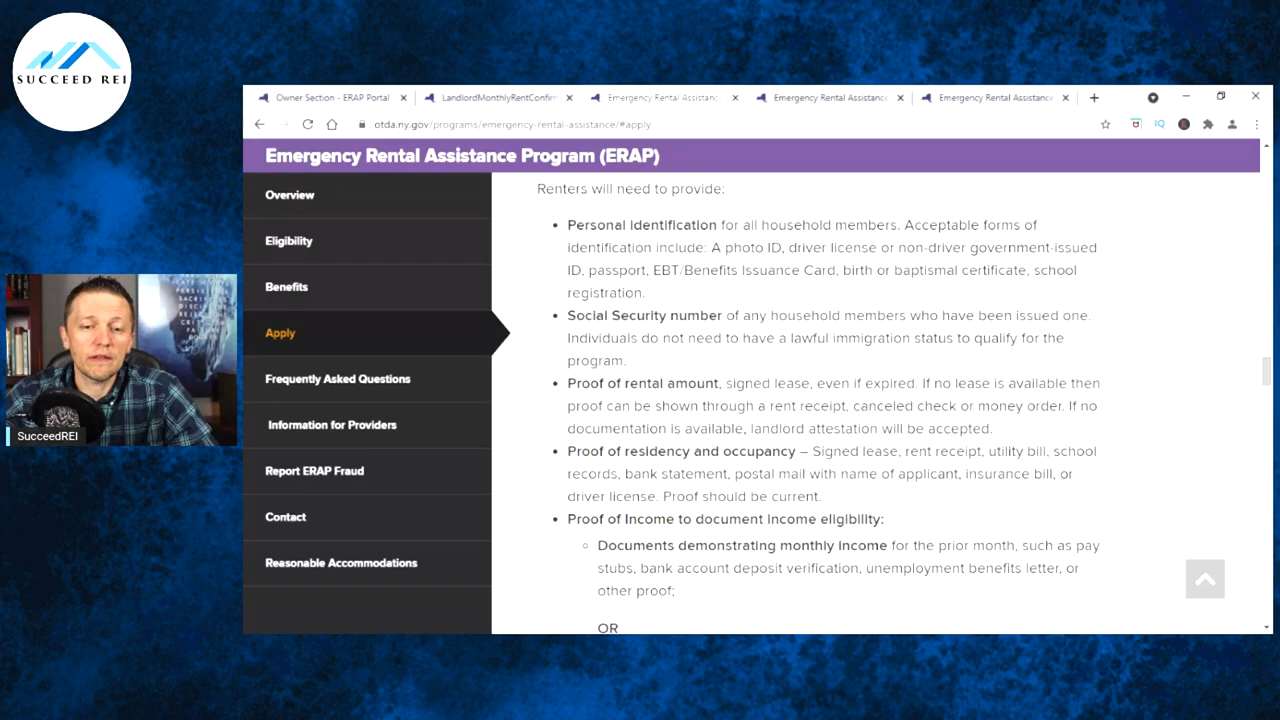 SUCCEED REI
Owner Section - ERAP Portal
LandlordMonthlyRentConfirm
Emergency Rental Assistance
Emergency Rental Assistance
Emergency Rental Assistance
otda.ny.gov/programs/emergency-rental-assistance/#apply
IQ
Emergency Rental Assistance Program (ERAP)
Overview
Eligibility
Benefits
Apply
Frequently Asked Questions
Information for Providers
Report ERAP Fraud
Contact
Reasonable Accommodations
Renters will need to provide:
• Personal identification for all household members. Acceptable forms of
identification include: A photo ID, driver license or non-driver government-issued
ID, passport, EBT/Benefits Issuance Card, birth or baptismal certificate, school
registration.
• Social Security number of any household members who have been issued one.
Individuals do not need to have a lawful immigration status to qualify for the
program.
• Proof of rental amount, signed lease, even if expired. If no lease is available then
proof can be shown through a rent receipt, canceled check or money order. If no
documentation is available, landlord attestation will be accepted.
• Proof of residency and occupancy – Signed lease, rent receipt, utility bill, school
records, bank statement, postal mail with name of applicant, insurance bill, or
driver license. Proof should be current.
• Proof of Income to document income eligibility:
○ Documents demonstrating monthly income for the prior month, such as pay
stubs, bank account deposit verification, unemployment benefits letter, or
other proof;
OR
SucceedREI